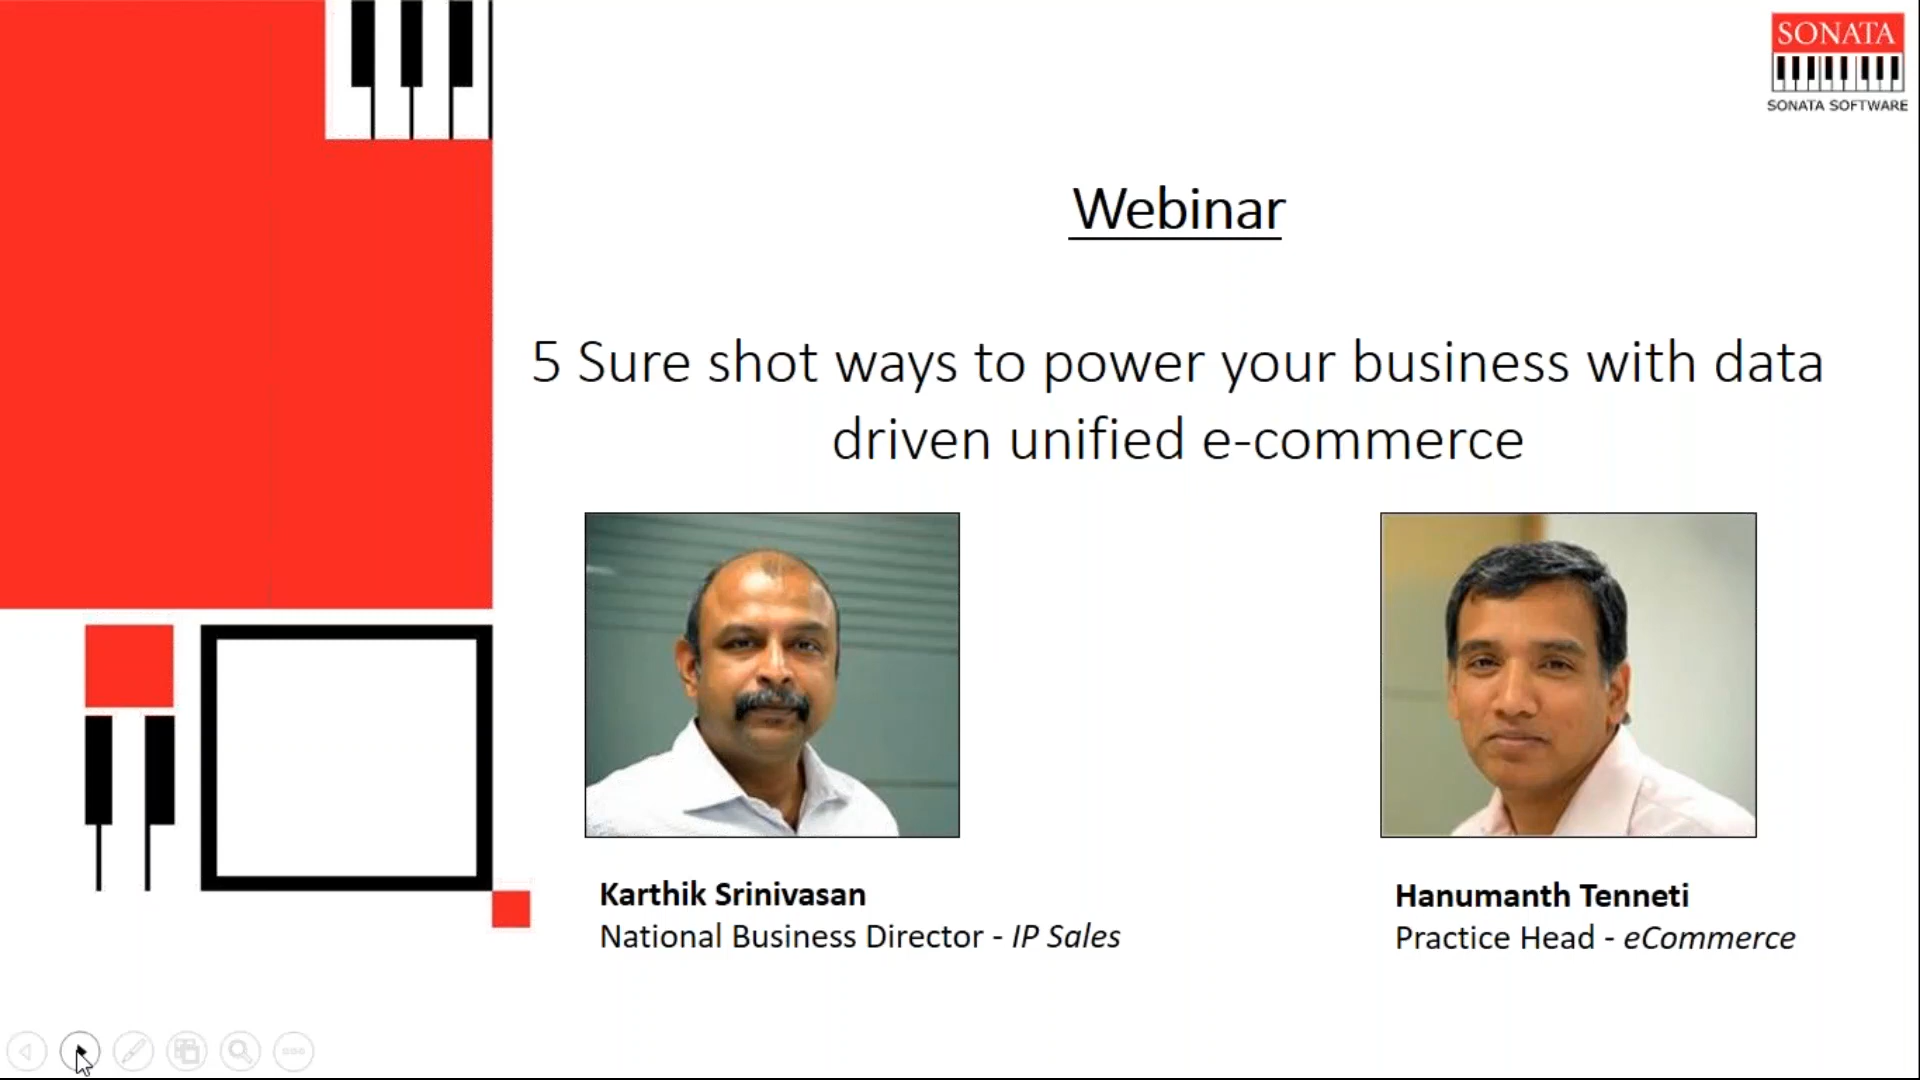 SONATA
SONATA SOFTWARE
Webinar
5 Sure shot ways to power your business with data
driven unified e-commerce
Karthik Srinivasan
National Business Director - IP Sales
Hanumanth Tenneti
Practice Head - eCommerce